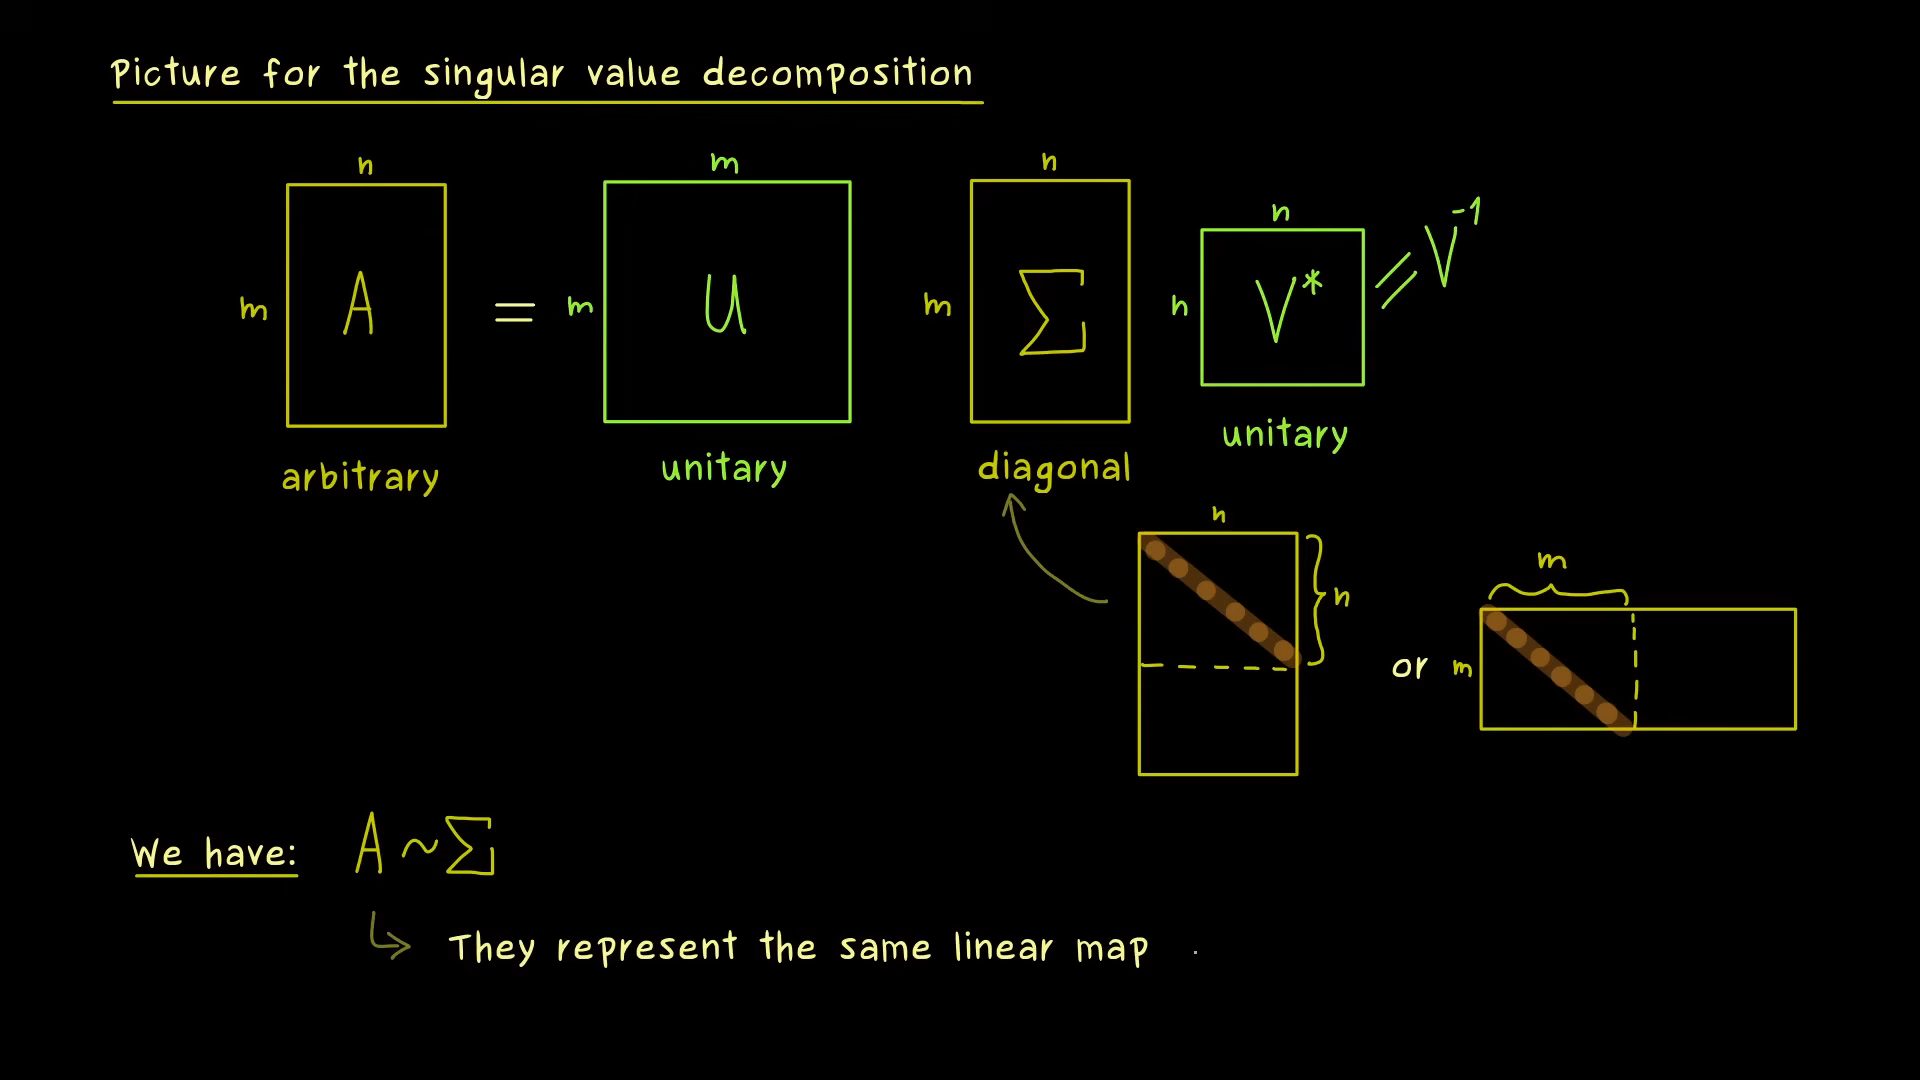 Picture for the singular value decomposition
n m n n
m A = m U m Σ n V* = V⁻¹
arbitrary unitary diagonal unitary
n
n
m
or m
We have: A ~ Σ
They represent the same linear map